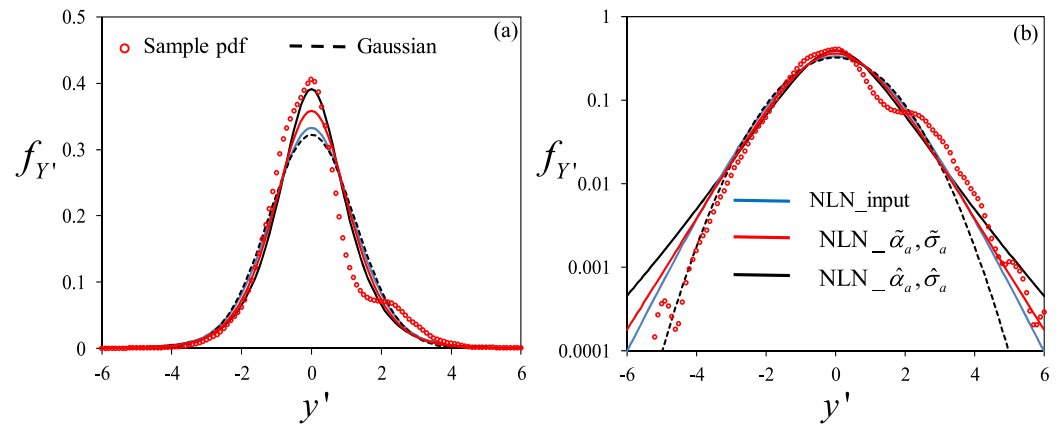 0.5
(a)
Sample pdf
Gaussian
0.4
0.3
f_{Y'}
0.2
0.1
0
-6 -4 -2 0 2 4 6
y'
1
(b)
0.1
f_{Y'}
0.01
NLN_input
NLN_ α̃_a, σ̃_a
0.001
NLN_ α̂_a, σ̂_a
0.0001
-6 -4 -2 0 2 4 6
y'